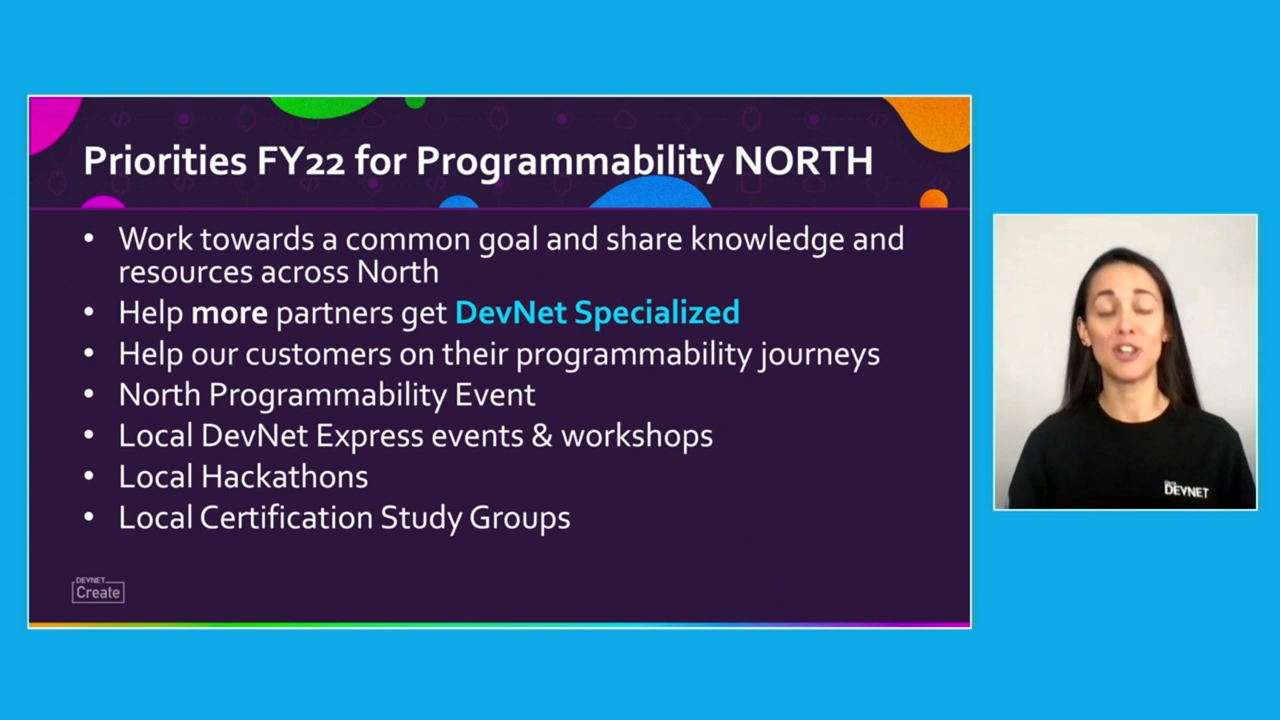 Priorities FY22 for Programmability NORTH
• Work towards a common goal and share knowledge and
resources across North
• Help more partners get DevNet Specialized
• Help our customers on their programmability journeys
• North Programmability Event
• Local DevNet Express events & workshops
• Local Hackathons
• Local Certification Study Groups
DEVNET
Create
DEVNET